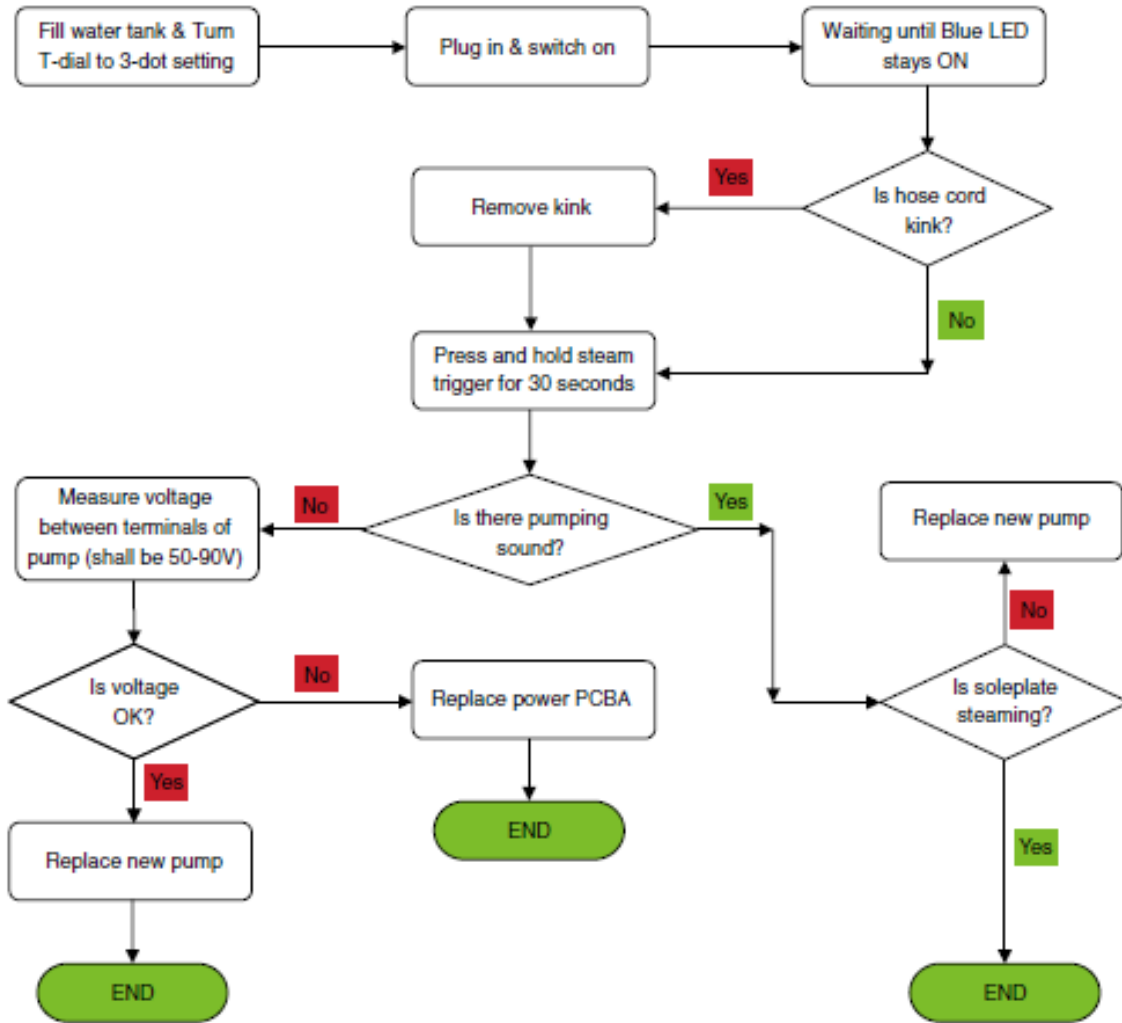 Fill water tank & Turn
T-dial to 3-dot setting
Plug in & switch on
Waiting until Blue LED
stays ON
Yes
Remove kink
Is hose cord
kink?
No
Press and hold steam
trigger for 30 seconds
Measure voltage
between terminals of
pump (shall be 50-90V)
No
Is there pumping
sound?
Yes
Replace new pump
No
Is voltage
OK?
No
Replace power PCBA
Is soleplate
steaming?
Yes
Replace new pump
END
Yes
END
END